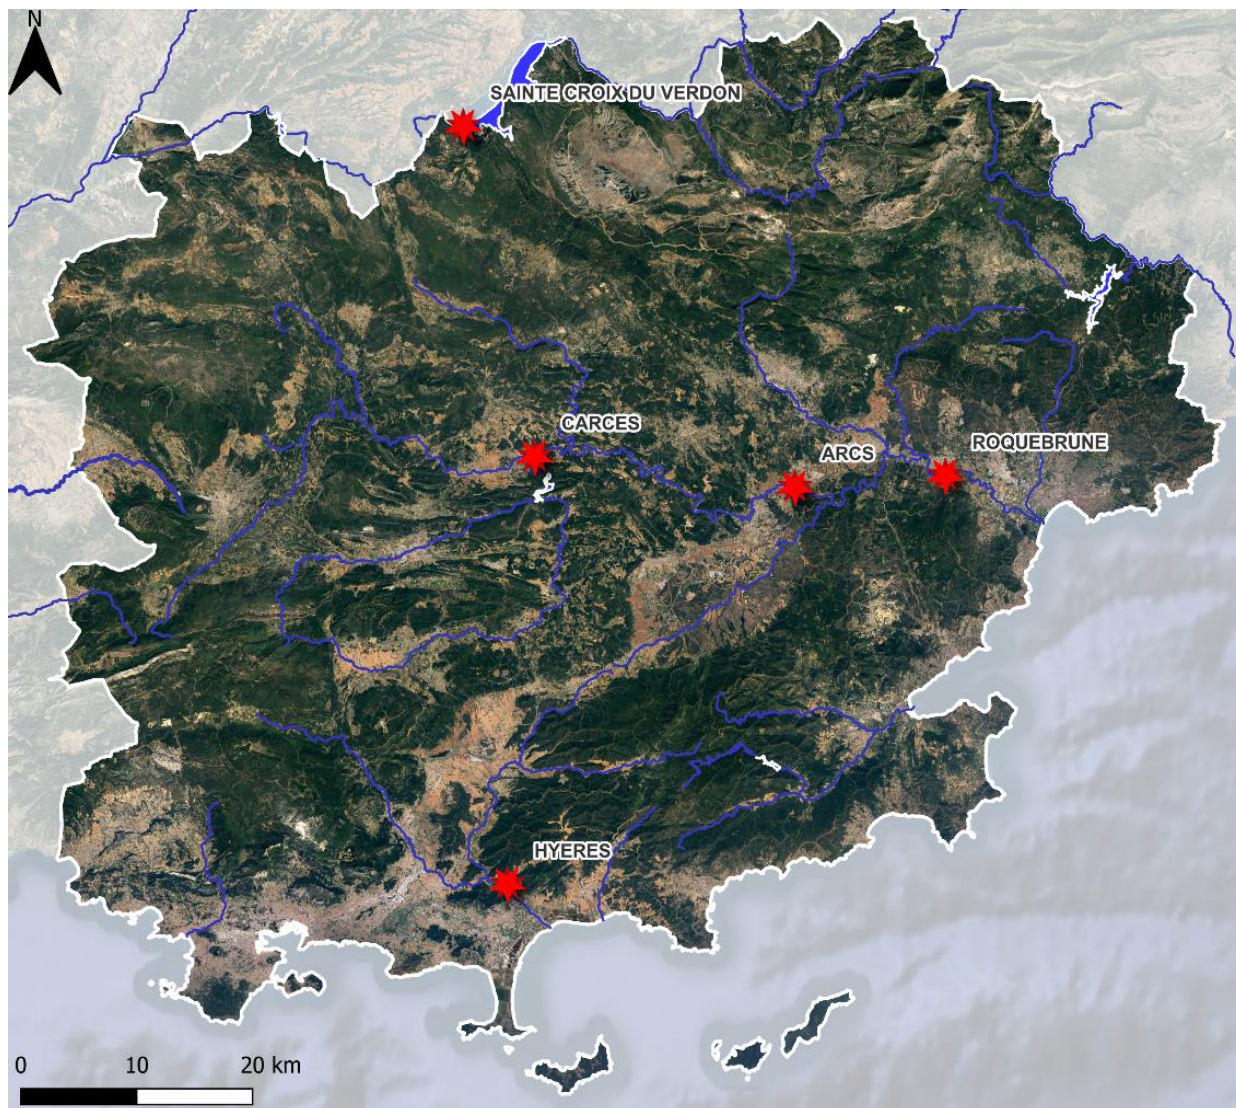 N
SAINTE CROIX DU VERDON
CARCES
ARCS
ROQUEBRUNE
HYERES
0 10 20 km